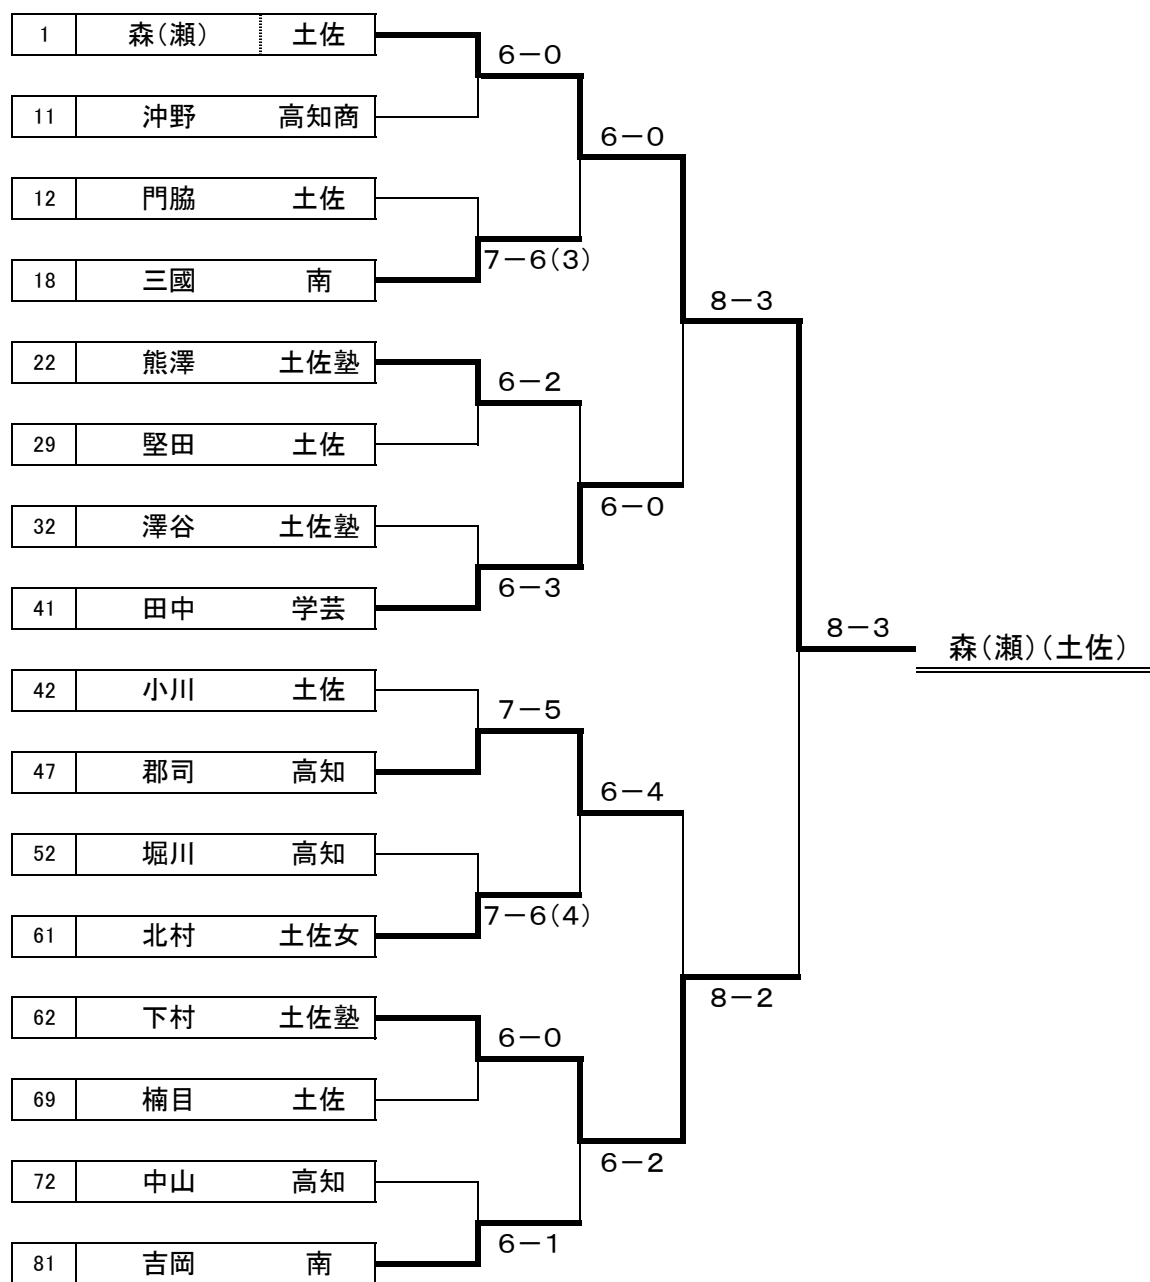 1 森(瀬) 土佐
6-0
11 沖野 高知商
6-0
12 門脇 土佐
7-6(3)
18 三國 南
8-3
22 熊澤 土佐塾
6-2
29 堅田 土佐
6-0
32 澤谷 土佐塾
6-3
41 田中 学芸
8-3
森(瀬)(土佐)
42 小川 土佐
7-5
47 郡司 高知
6-4
52 堀川 高知
7-6(4)
61 北村 土佐女
8-2
62 下村 土佐塾
6-0
69 楠目 土佐
6-2
72 中山 高知
6-1
81 吉岡 南